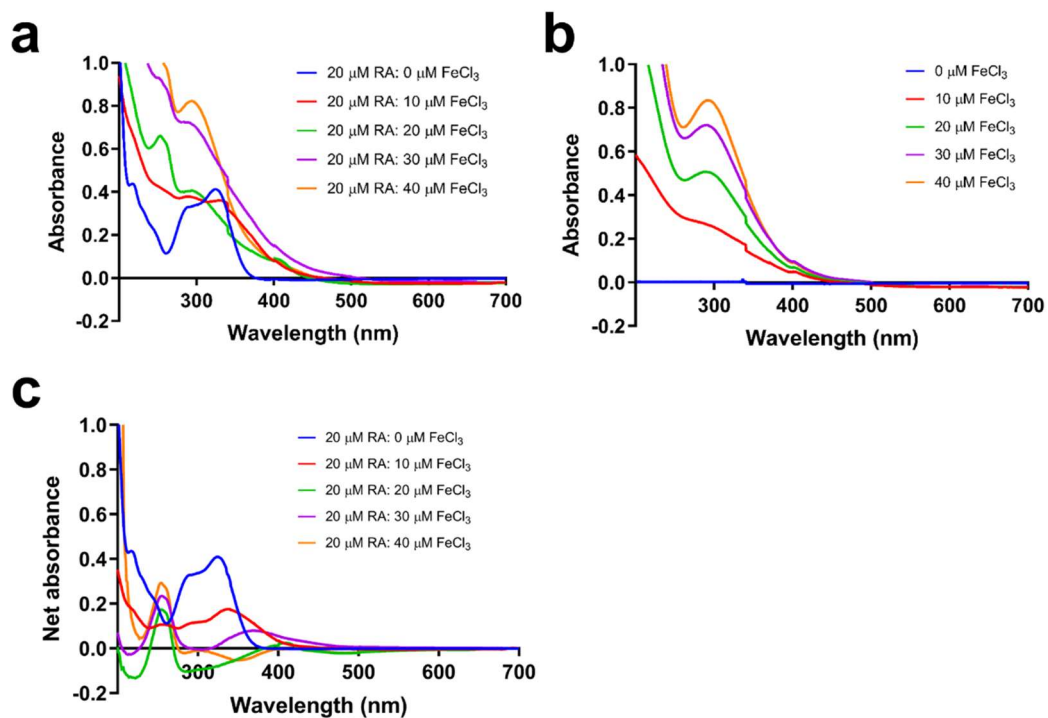 a
1.0
0.8
0.6
0.4
0.2
0.0
-0.2
Absorbance
300
400
500
600
700
Wavelength (nm)
20 μM RA: 0 μM FeCl₃
20 μM RA: 10 μM FeCl₃
20 μM RA: 20 μM FeCl₃
20 μM RA: 30 μM FeCl₃
20 μM RA: 40 μM FeCl₃
b
1.0
0.8
0.6
0.4
0.2
0.0
-0.2
Absorbance
300
400
500
600
700
Wavelength (nm)
0 μM FeCl₃
10 μM FeCl₃
20 μM FeCl₃
30 μM FeCl₃
40 μM FeCl₃
c
1.0
0.8
0.6
0.4
0.2
0.0
-0.2
Net absorbance
300
400
500
600
700
Wavelength (nm)
20 μM RA: 0 μM FeCl₃
20 μM RA: 10 μM FeCl₃
20 μM RA: 20 μM FeCl₃
20 μM RA: 30 μM FeCl₃
20 μM RA: 40 μM FeCl₃